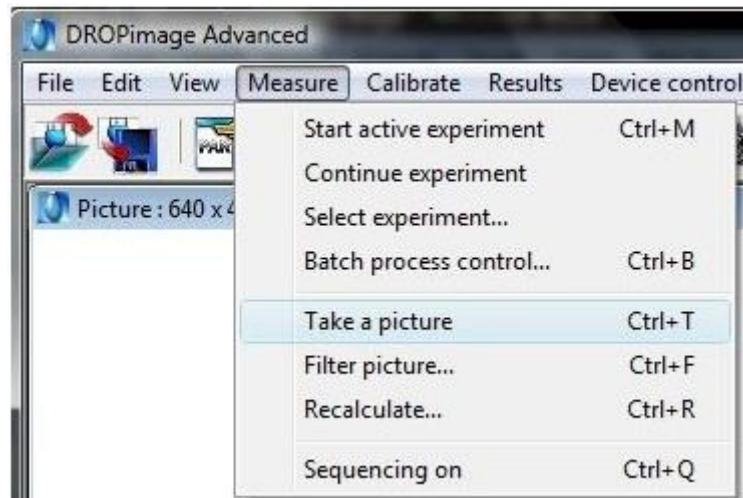 DROPimage Advanced
File Edit View Measure Calibrate Results Device control
Start active experiment Ctrl+M
Continue experiment
Picture : 640 x 4
Select experiment...
Batch process control... Ctrl+B
Take a picture Ctrl+T
Filter picture... Ctrl+F
Recalculate... Ctrl+R
Sequencing on Ctrl+Q